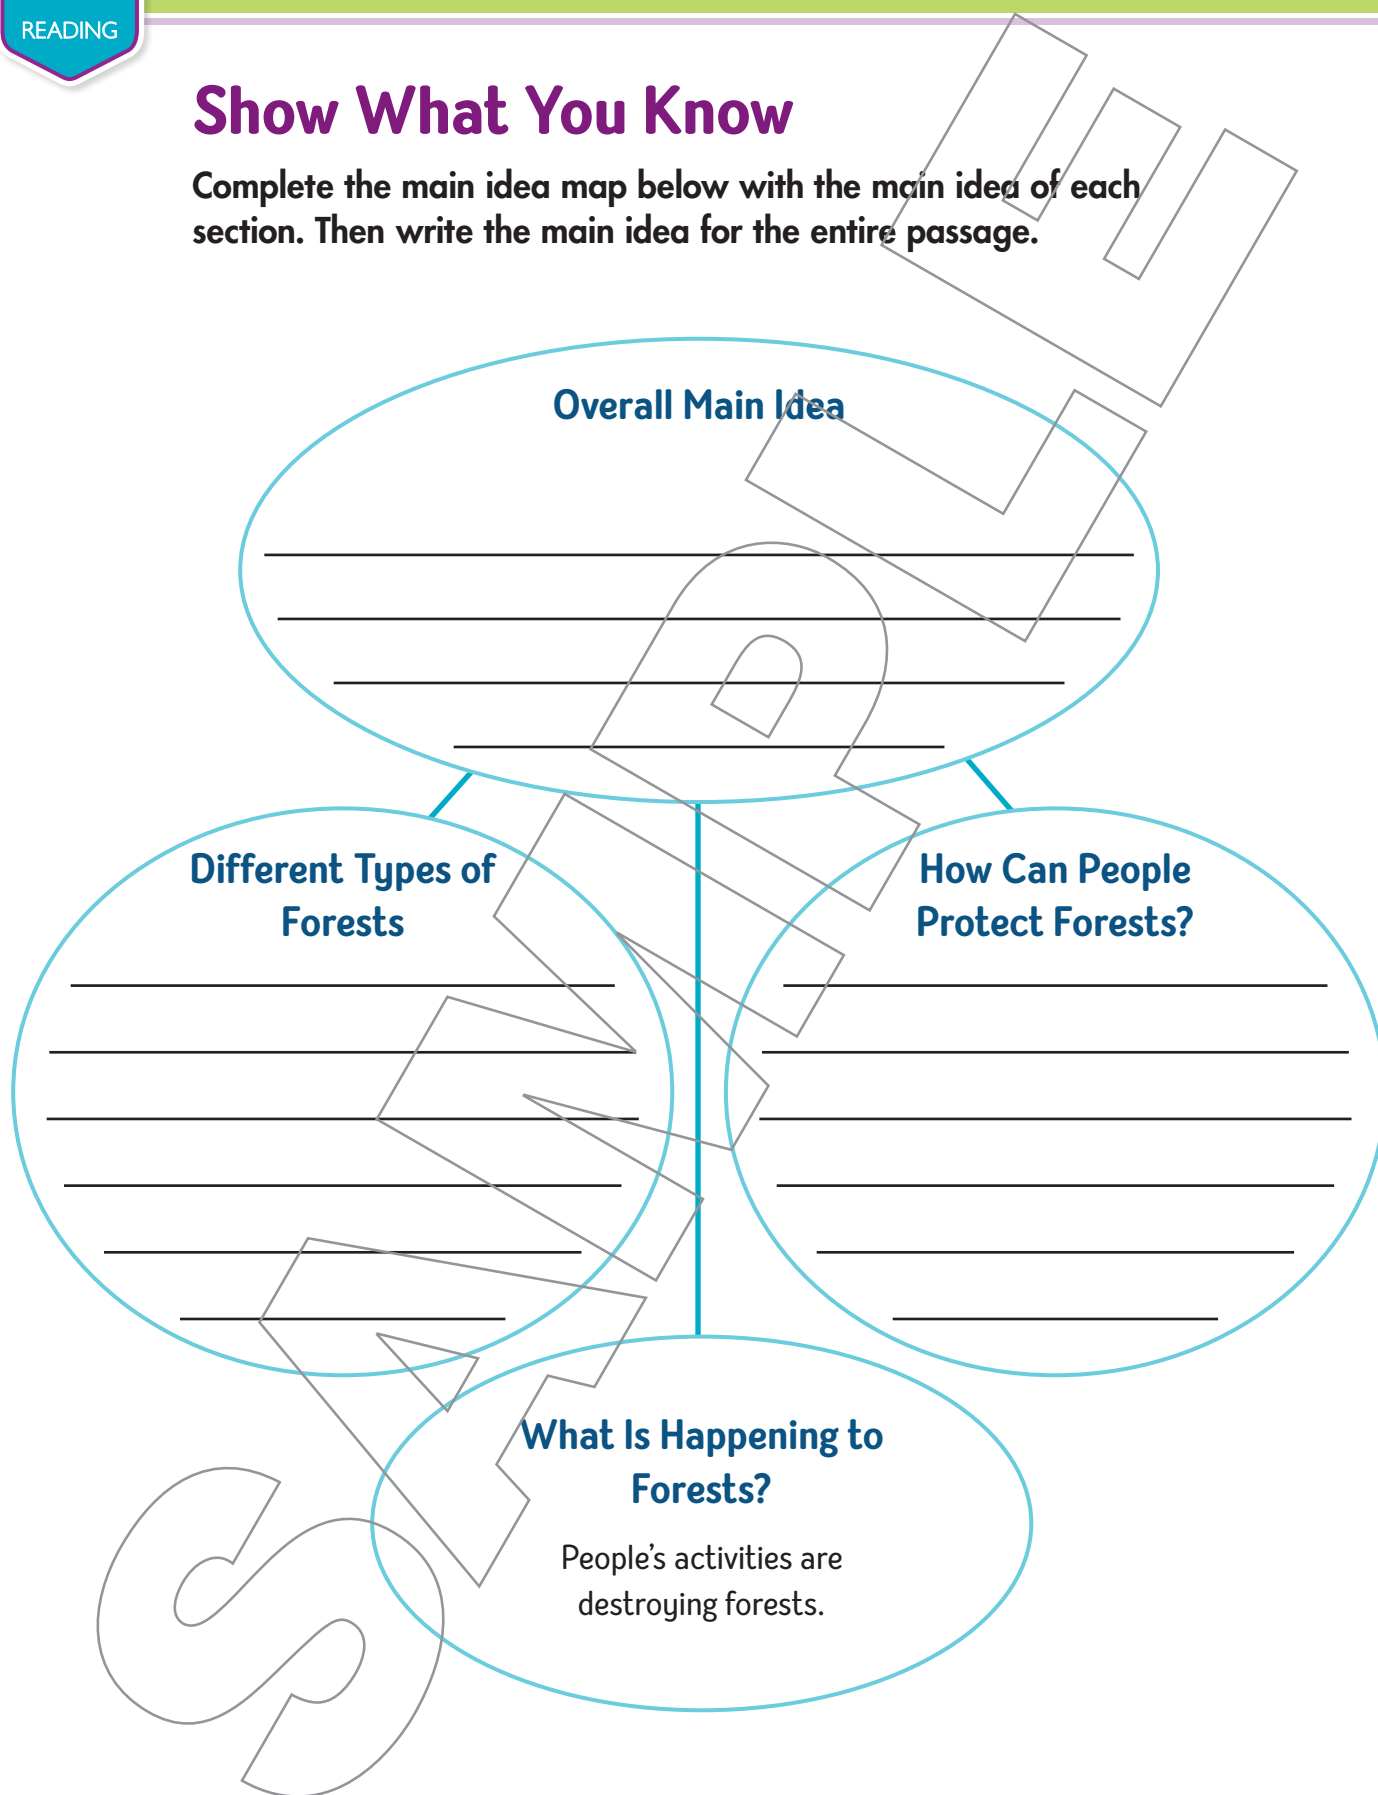 READING
Show What You Know
Complete the main idea map below with the main idea of each
section. Then write the main idea for the entire passage.
Overall Main Idea
Different Types of
Forests
How Can People
Protect Forests?
What Is Happening to
Forests?
People’s activities are
destroying forests.
SAMPLE